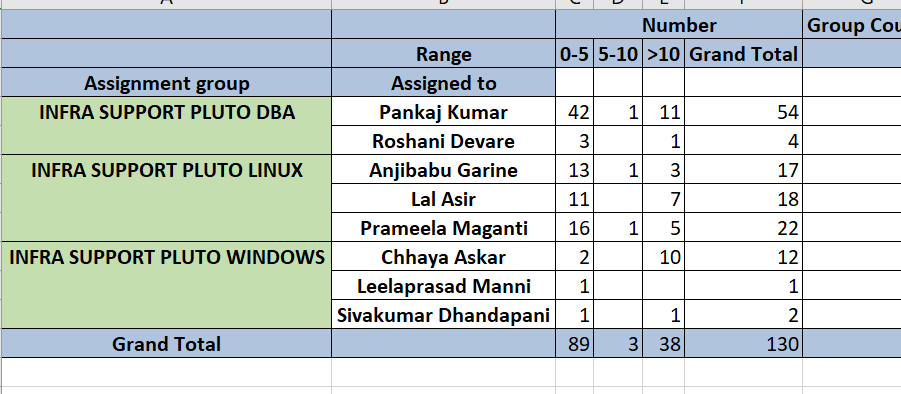 Number Group Cou
Range 0-5 5-10 >10 Grand Total
Assignment group Assigned to
INFRA SUPPORT PLUTO DBA Pankaj Kumar 42 1 11 54
Roshani Devare 3 1 4
INFRA SUPPORT PLUTO LINUX Anjibabu Garine 13 1 3 17
Lal Asir 11 7 18
Prameela Maganti 16 1 5 22
INFRA SUPPORT PLUTO WINDOWS Chhaya Askar 2 10 12
Leelaprasad Manni 1 1
Sivakumar Dhandapani 1 1 2
Grand Total 89 3 38 130